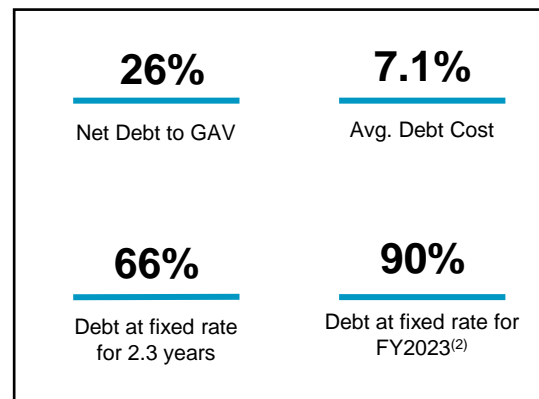 26%
Net Debt to GAV
7.1%
Avg. Debt Cost
66%
Debt at fixed rate
for 2.3 years
90%
Debt at fixed rate for
FY2023(2)